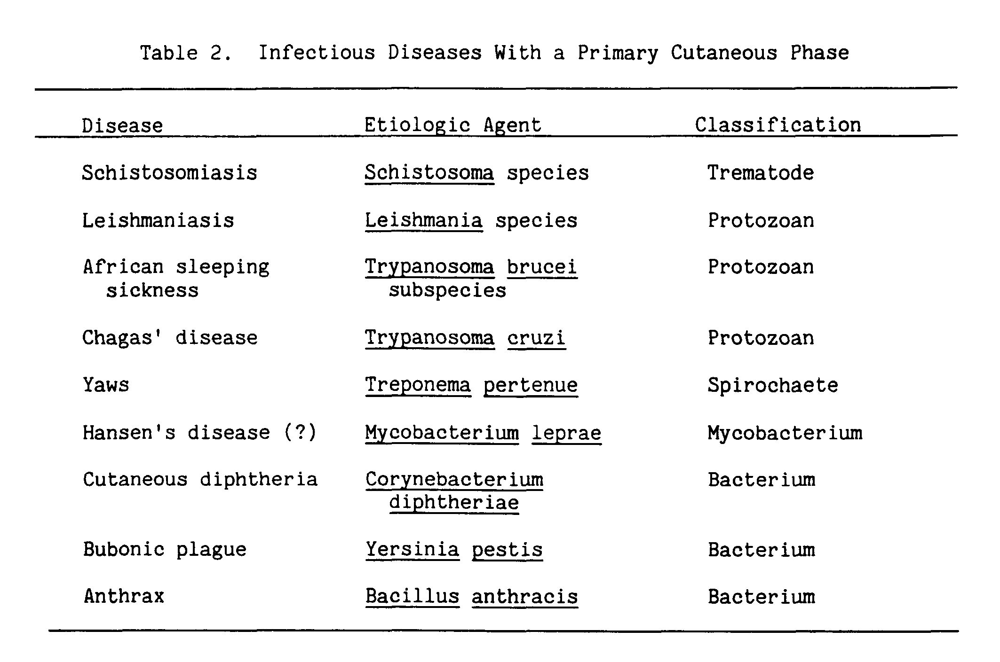 Table 2. Infectious Diseases With a Primary Cutaneous Phase
Disease Etiologic Agent Classification
Schistosomiasis Schistosoma species Trematode
Leishmaniasis Leishmania species Protozoan
African sleeping Trypanosoma brucei Protozoan
sickness subspecies
Chagas' disease Trypanosoma cruzi Protozoan
Yaws Treponema pertenue Spirochaete
Hansen's disease (?) Mycobacterium leprae Mycobacterium
Cutaneous diphtheria Corynebacterium Bacterium
diphtheriae
Bubonic plague Yersinia pestis Bacterium
Anthrax Bacillus anthracis Bacterium